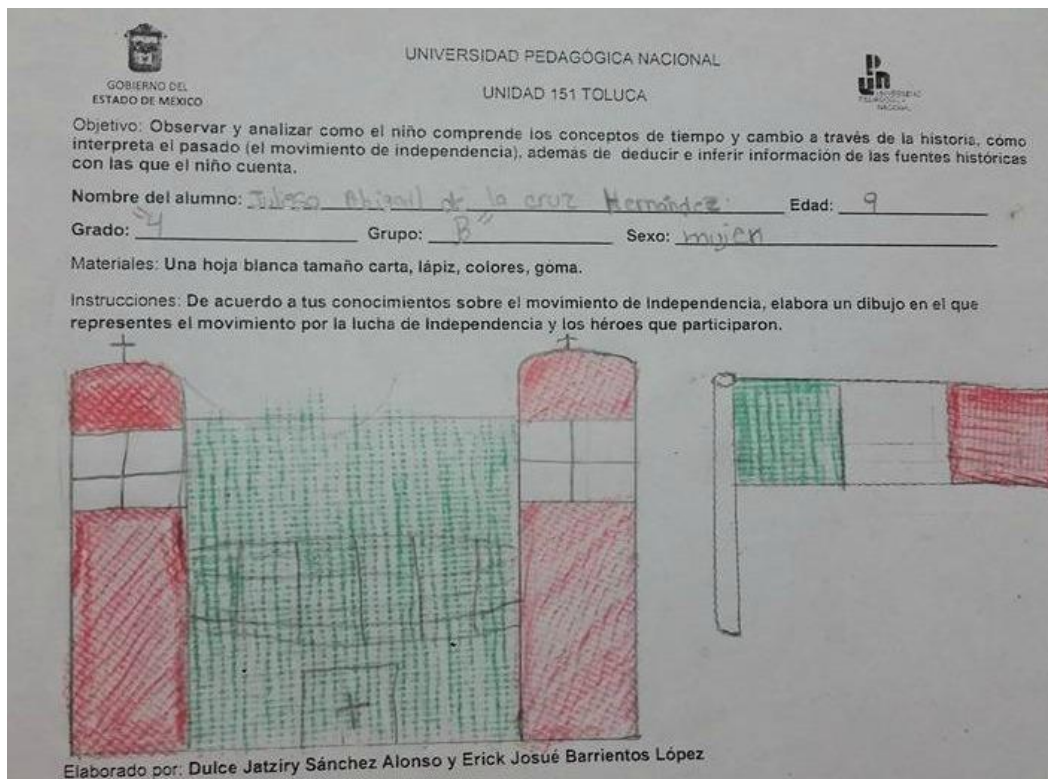 UNIVERSIDAD PEDAGÓGICA NACIONAL
GOBIERNO DEL
ESTADO DE MEXICO
UNIDAD 151 TOLUCA
UNIVERSIDAD
PEDAGÓGICA
NACIONAL
Objetivo: Observar y analizar como el niño comprende los conceptos de tiempo y cambio a través de la historia, cómo
interpreta el pasado (el movimiento de independencia), además de deducir e inferir información de las fuentes históricas
con las que el niño cuenta.
Nombre del alumno: Abigail de la cruz Hernández Edad: 9
Grado: "4 Grupo: B" Sexo: mujer
Materiales: Una hoja blanca tamaño carta, lápiz, colores, goma.
Instrucciones: De acuerdo a tus conocimientos sobre el movimiento de Independencia, elabora un dibujo en el que
representes el movimiento por la lucha de Independencia y los héroes que participaron.
Elaborado por: Dulce Jatziry Sánchez Alonso y Erick Josué Barrientos López